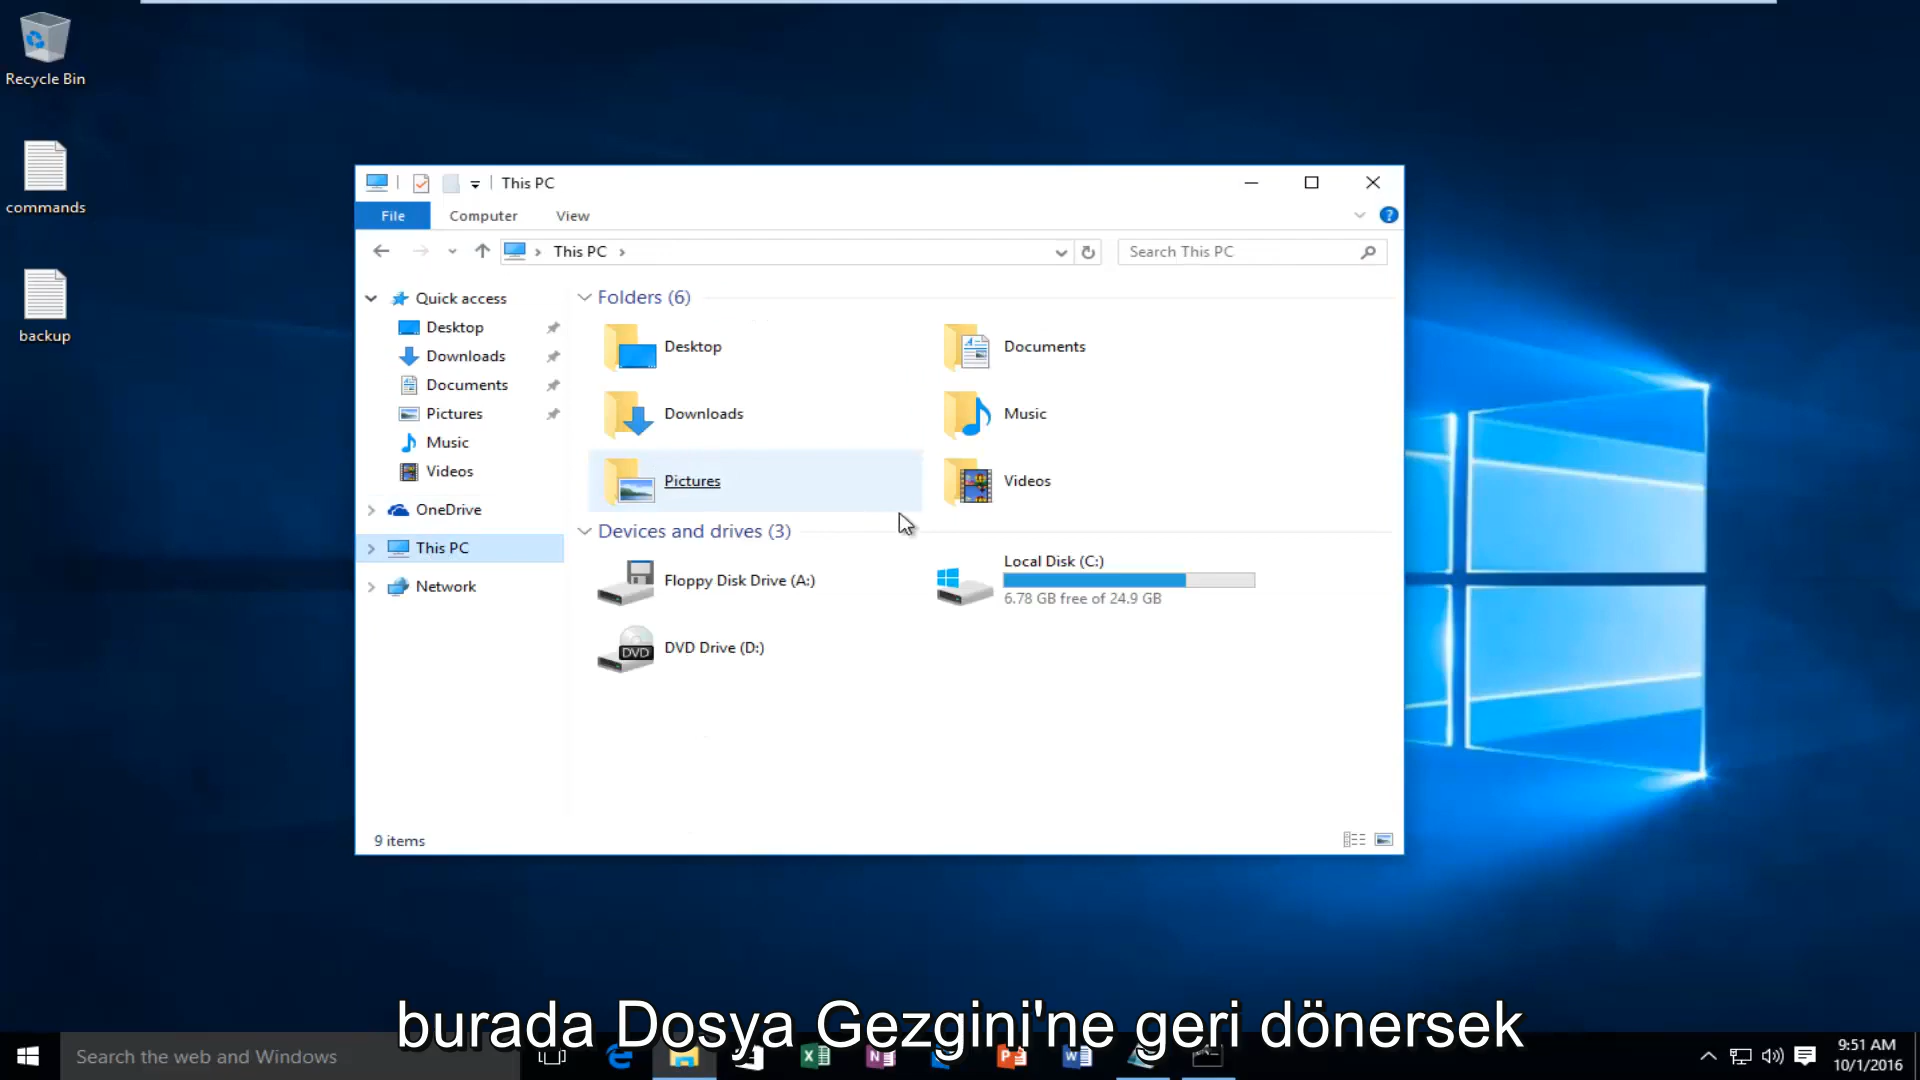 Recycle Bin
commands
backup
This PC
File Computer View
This PC
Search This PC
Quick access
Desktop
Downloads
Documents
Pictures
Music
Videos
OneDrive
This PC
Network
Folders (6)
Desktop
Documents
Downloads
Music
Pictures
Videos
Devices and drives (3)
Floppy Disk Drive (A:)
Local Disk (C:)
6.78 GB free of 24.9 GB
DVD
DVD Drive (D:)
9 items
burada Dosya Gezgini'ne geri dönersek
Search the web and Windows
9:51 AM
10/1/2016